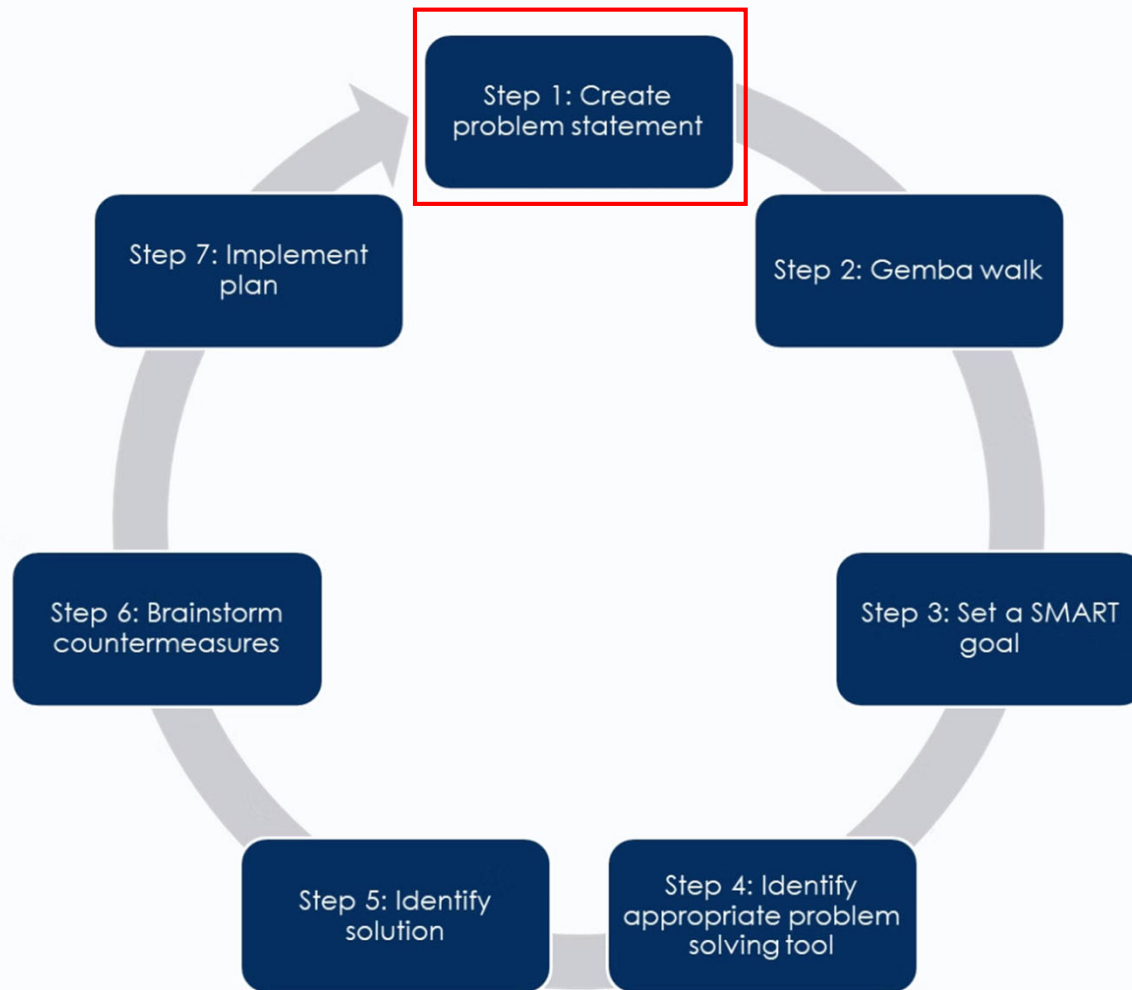 Step 1: Create
problem statement
Step 2: Gemba walk
Step 3: Set a SMART
goal
Step 4: Identify
appropriate problem
solving tool
Step 5: Identify
solution
Step 6: Brainstorm
countermeasures
Step 7: Implement
plan